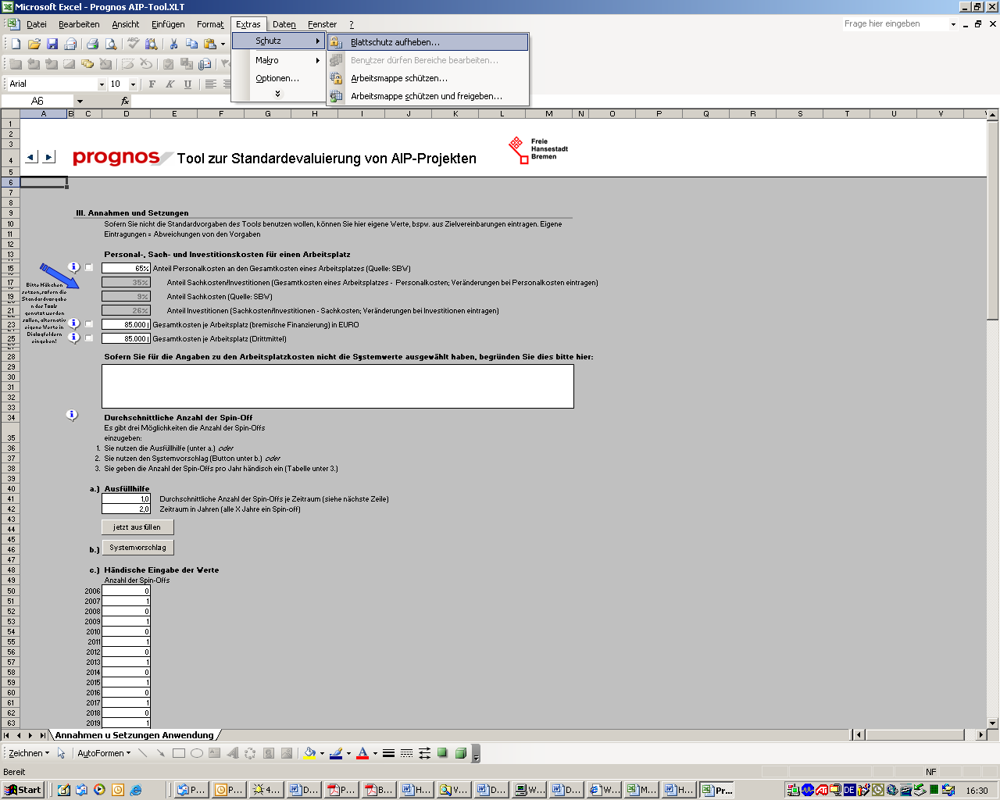 Microsoft Excel - Prognos AIP-Tool.XLT
Datei Bearbeiten Ansicht Einfügen Format Extras Daten Fenster ? Frage hier eingeben
Schutz
Makro
Optionen...
Blattschutz aufheben...
Benutzer dürfen Bereiche bearbeiten...
Arbeitsmappe schützen...
Arbeitsmappe schützen und freigeben...
Arial 10 F K U
A6 fx
A B C D E F G H I J K L M N O P Q R S T U V
prognos Tool zur Standardevaluierung von AIP-Projekten
Freie
Hansestadt
Bremen
III. Annahmen und Setzungen
Sofern Sie nicht die Standardvorgaben des Tools benutzen wollen, können Sie hier eigene Werte, bspw. aus Zielvereinbarungen eintragen. Eigene
Eintragungen = Abweichungen von den Vorgaben
Personal-, Sach- und Investitionskosten für einen Arbeitsplatz
65% Anteil Personalkosten an den Gesamtkosten eines Arbeitsplatzes (Quelle: SBW)
35% Anteil Sachkosten/Investitionen (Gesamtkosten eines Arbeitsplatzes - Personalkosten; Veränderungen bei Personalkosten eintragen)
9% Anteil Sachkosten (Quelle: SBW)
26% Anteil Investitionen (Sachkosten/Investitionen - Sachkosten; Veränderungen bei Investitionen eintragen)
85.000 Gesamtkosten je Arbeitsplatz (bremische Finanzierung) in EURO
85.000 Gesamtkosten je Arbeitsplatz (Drittmittel)
Bitte Häkchen
setzen, sofern die
Standardvorgabe
n des Tools
genutzt werden
sollen, alternativ
eigene Werte in
Dialogfeldern
eingeben!
Sofern Sie für die Angaben zu den Arbeitsplatzkosten nicht die Systemwerte ausgewählt haben, begründen Sie dies bitte hier:
Durchschnittliche Anzahl der Spin-Off
Es gibt drei Möglichkeiten die Anzahl der Spin-Offs
einzugeben:
1. Sie nutzen die Ausfüllhilfe (unter a.) oder
2. Sie nutzen den Systemvorschlag (Button unter b.) oder
3. Sie geben die Anzahl der Spin-Offs pro Jahr händisch ein (Tabelle unter 3.)
a.) Ausfüllhilfe
1,0 Durchschnittliche Anzahl der Spin-Offs je Zeitraum (siehe nächste Zeile)
2,0 Zeitraum in Jahren (alle X Jahre ein Spin-off)
jetzt ausfüllen
b.) Systemvorschlag
c.) Händische Eingabe der Werte
Anzahl der Spin-Offs
2006 0
2007 1
2008 0
2009 1
2010 0
2011 1
2012 0
2013 1
2014 0
2015 1
2016 0
2017 1
2018 0
2019 1
Annahmen u Setzungen Anwendung
Zeichnen AutoFormen
Bereit NF
Start P... P... 4... D... P... B... H... V... D... W... D... W... M... H... Pr... DE 16:30